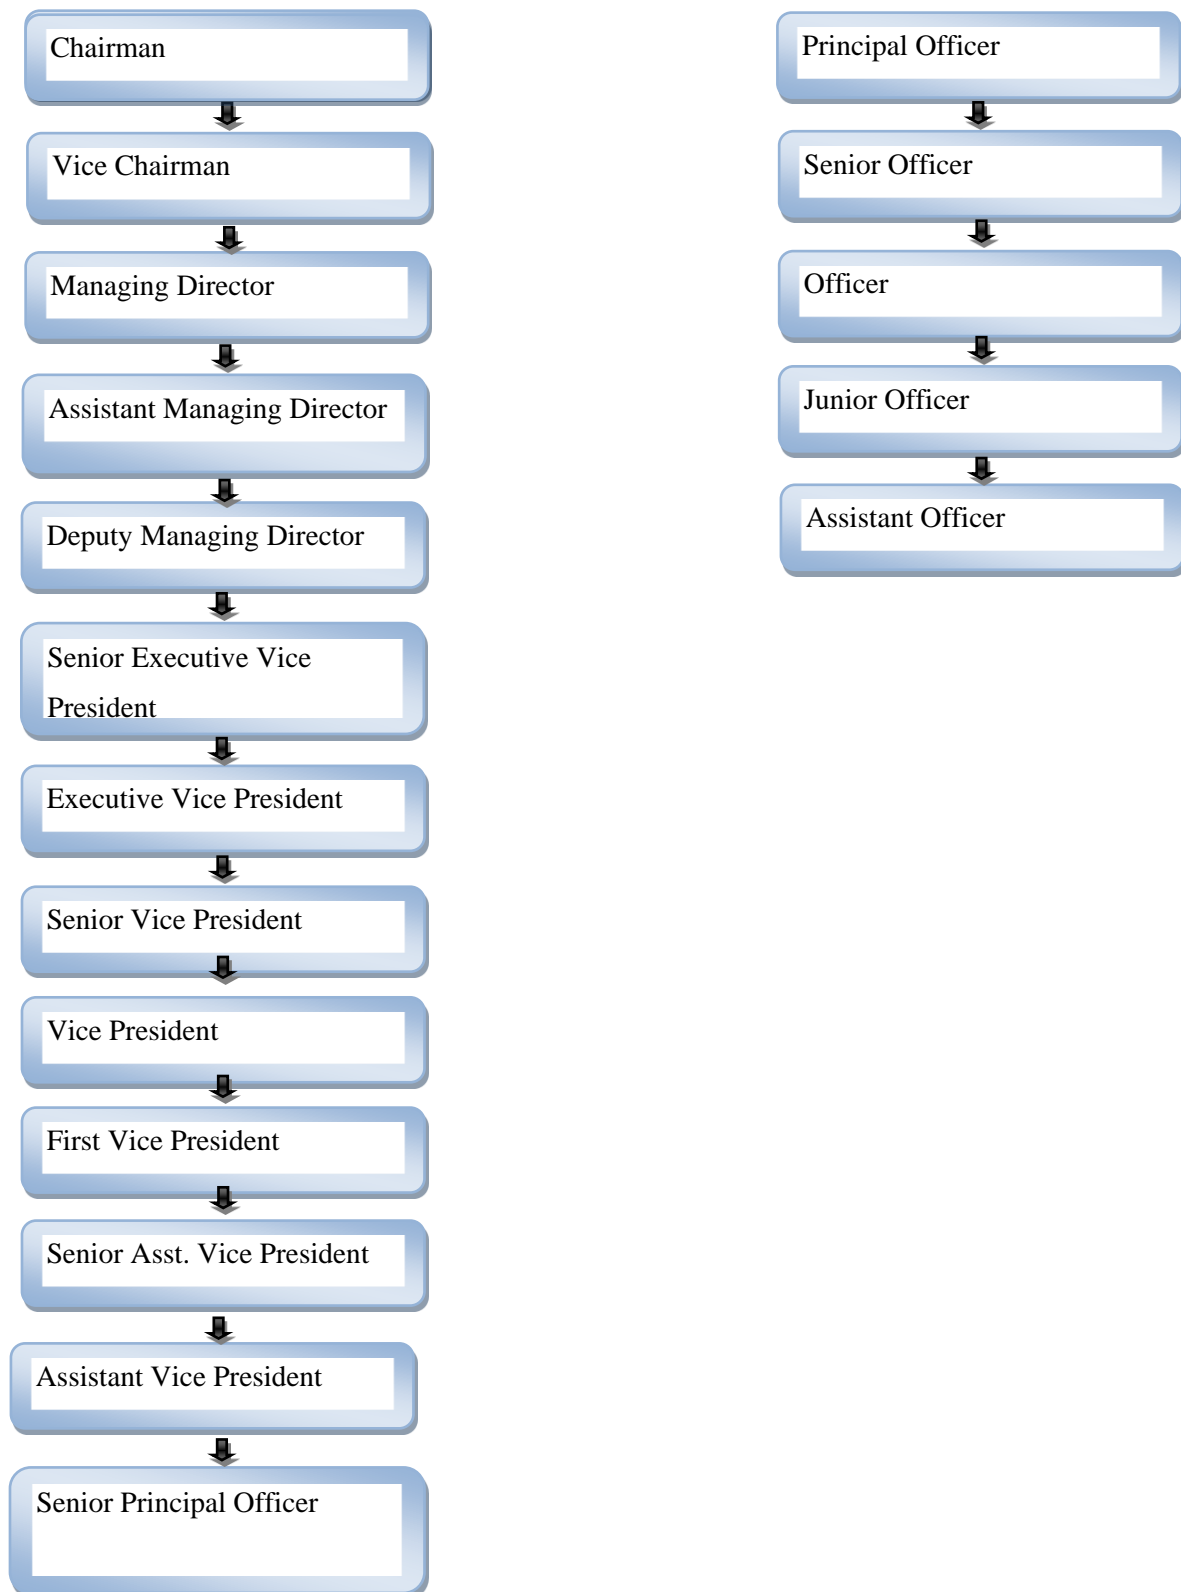 Chairman
Vice Chairman
Managing Director
Assistant Managing Director
Deputy Managing Director
Senior Executive Vice
President
Executive Vice President
Senior Vice President
Vice President
First Vice President
Senior Asst. Vice President
Assistant Vice President
Senior Principal Officer
Principal Officer
Senior Officer
Officer
Junior Officer
Assistant Officer